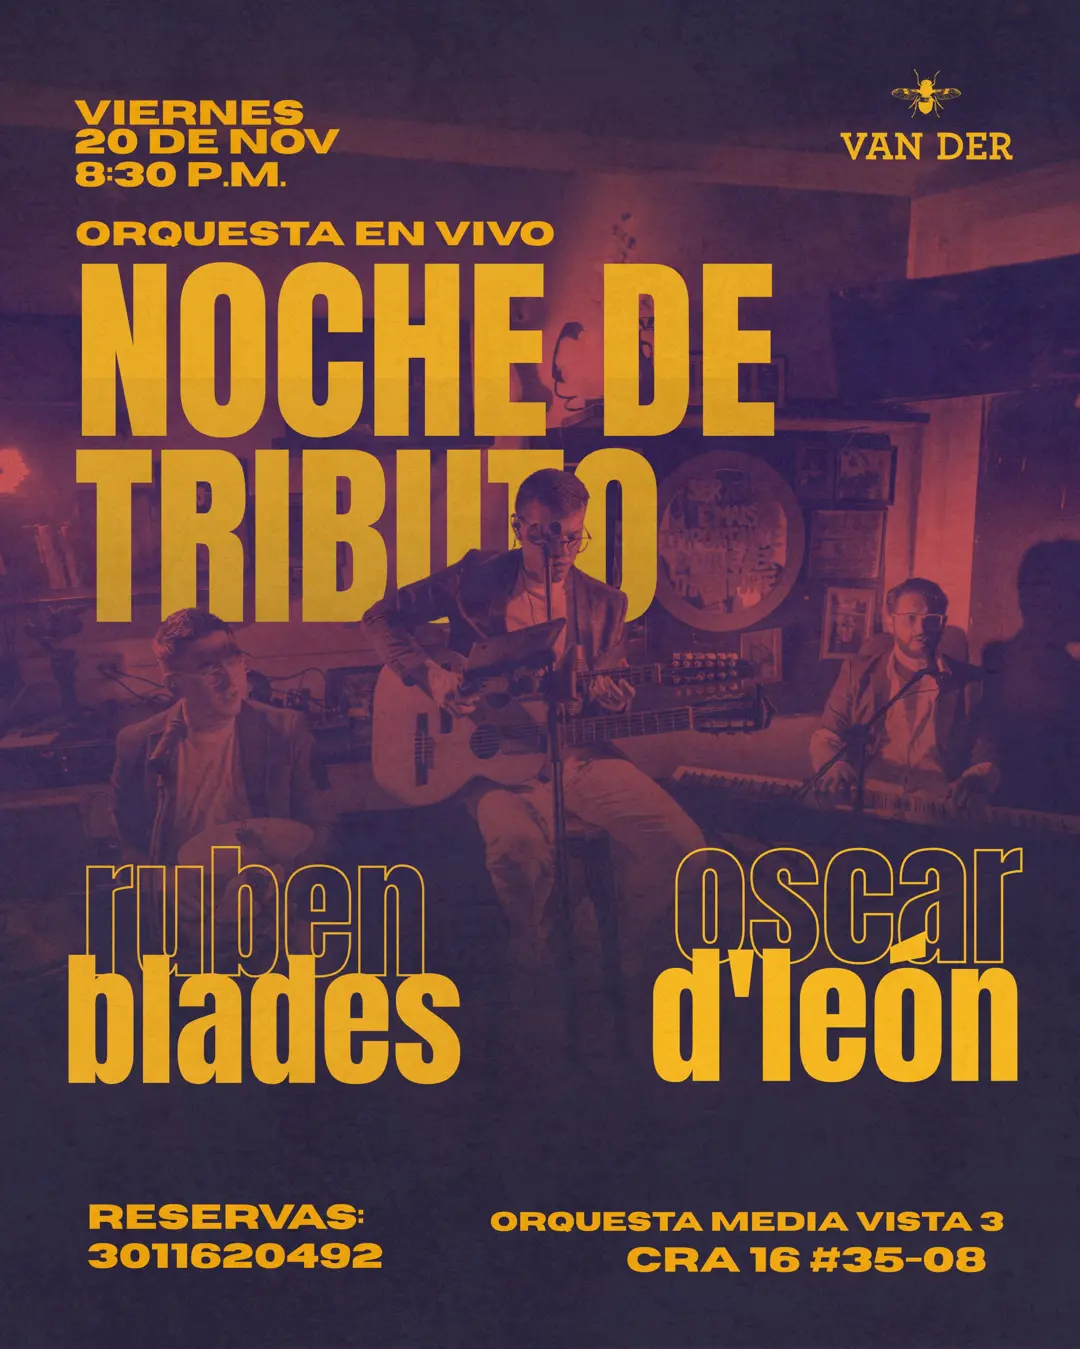 VIERNES
20 DE NOV
8:30 P.M.
VAN DER
ORQUESTA EN VIVO
NOCHE DE
TRIBUTO
ruben
blades
oscar
d'león
RESERVAS:
3011620492
ORQUESTA MEDIA VISTA 3
CRA 16 #35-08